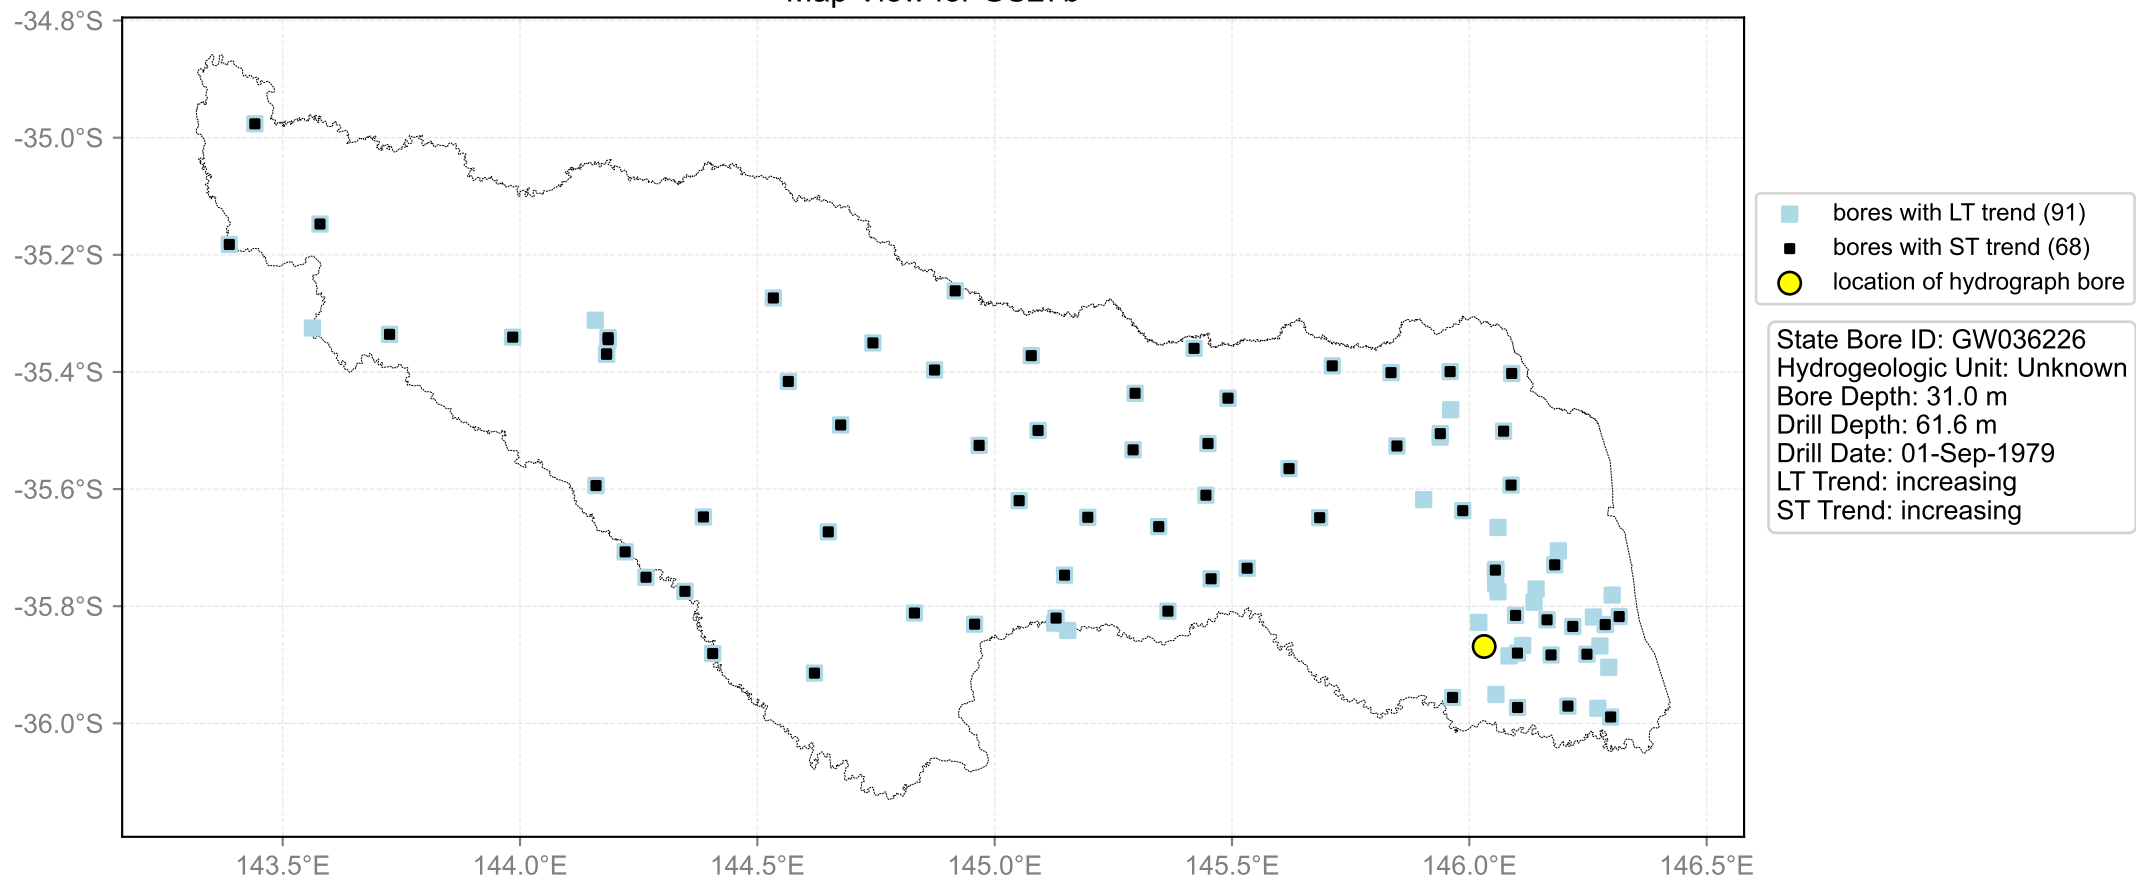 -34.8°S
-35.0°S
-35.2°S
-35.4°S
-35.6°S
-35.8°S
-36.0°S
143.5°E
144.0°E
144.5°E
145.0°E
145.5°E
146.0°E
146.5°E
bores with LT trend (91)
bores with ST trend (68)
location of hydrograph bore
State Bore ID: GW036226
Hydrogeologic Unit: Unknown
Bore Depth: 31.0 m
Drill Depth: 61.6 m
Drill Date: 01-Sep-1979
LT Trend: increasing
ST Trend: increasing